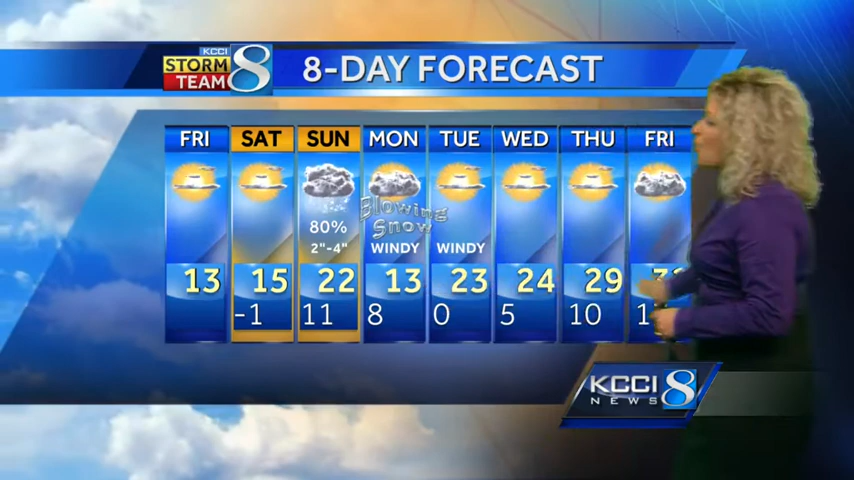 KCCI
STORM
TEAM 8
8-DAY FORECAST
FRI SAT SUN MON TUE WED THU FRI
80%
2"-4"
Blowing
Snow
WINDY WINDY
13 15 22 13 23 24 29
-1 11 8 0 5 10
KCCI 8
NEWS